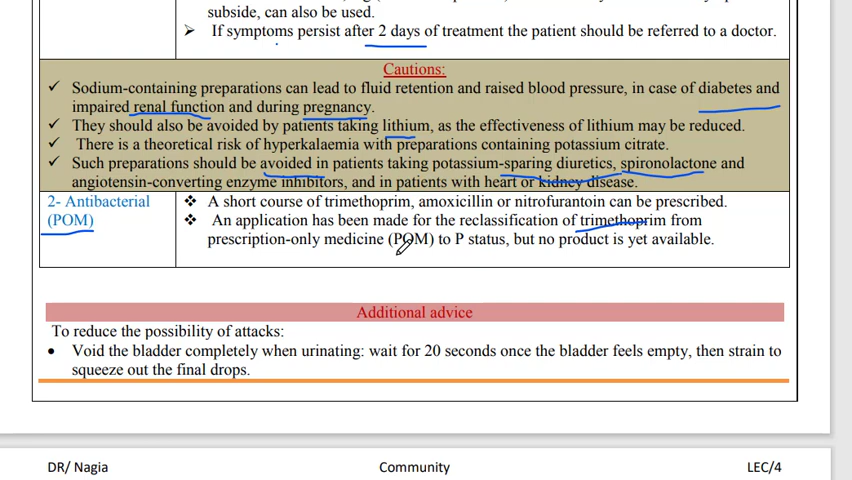 subside, can also be used.
➢ If symptoms persist after 2 days of treatment the patient should be referred to a doctor.
Cautions:
✓ Sodium-containing preparations can lead to fluid retention and raised blood pressure, in case of diabetes and
impaired renal function and during pregnancy.
✓ They should also be avoided by patients taking lithium, as the effectiveness of lithium may be reduced.
✓ There is a theoretical risk of hyperkalaemia with preparations containing potassium citrate.
✓ Such preparations should be avoided in patients taking potassium-sparing diuretics, spironolactone and
angiotensin-converting enzyme inhibitors, and in patients with heart or kidney disease.
2- Antibacterial
(POM)
❖ A short course of trimethoprim, amoxicillin or nitrofurantoin can be prescribed.
❖ An application has been made for the reclassification of trimethoprim from
prescription-only medicine (POM) to P status, but no product is yet available.
Additional advice
To reduce the possibility of attacks:
• Void the bladder completely when urinating: wait for 20 seconds once the bladder feels empty, then strain to
squeeze out the final drops.
DR/ Nagia Community LEC/4